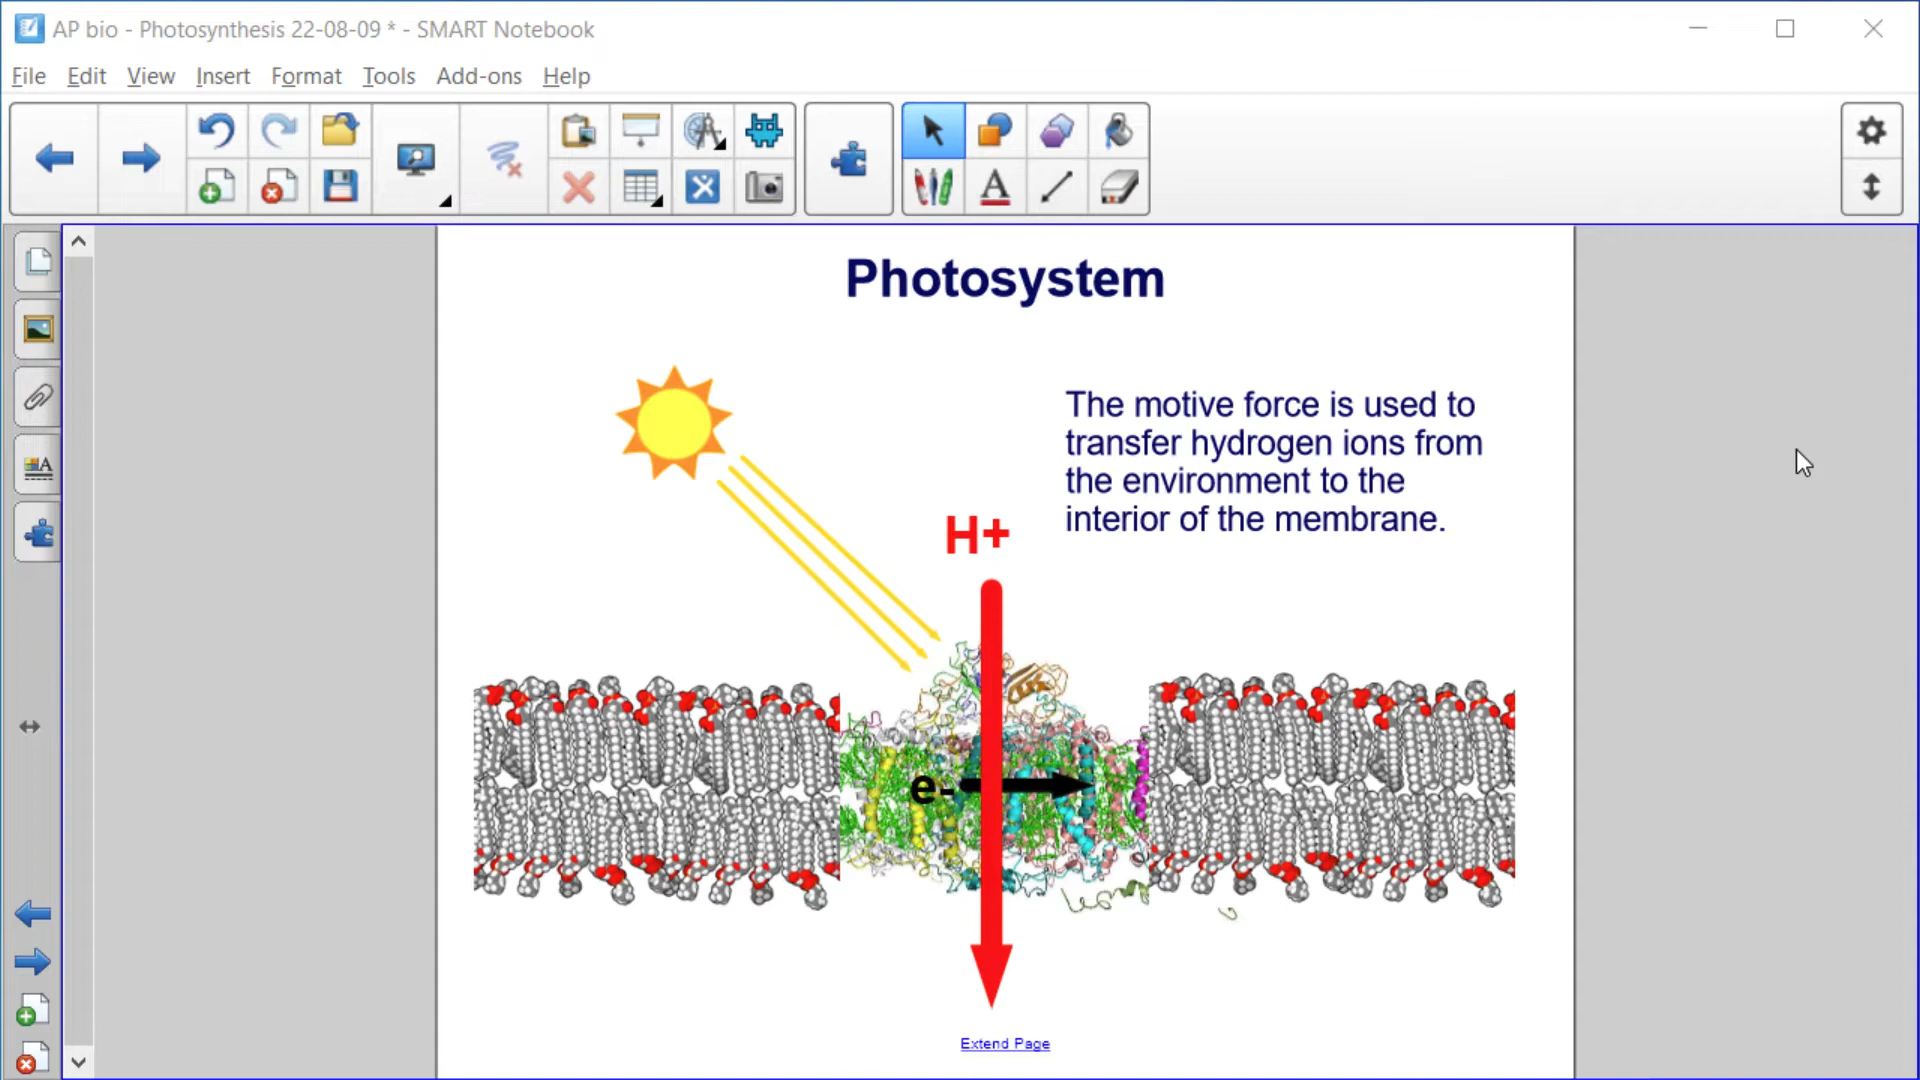 AP bio - Photosynthesis 22-08-09 * - SMART Notebook
File Edit View Insert Format Tools Add-ons Help
Photosystem
The motive force is used to
transfer hydrogen ions from
the environment to the
interior of the membrane.
H+
e-
Extend Page